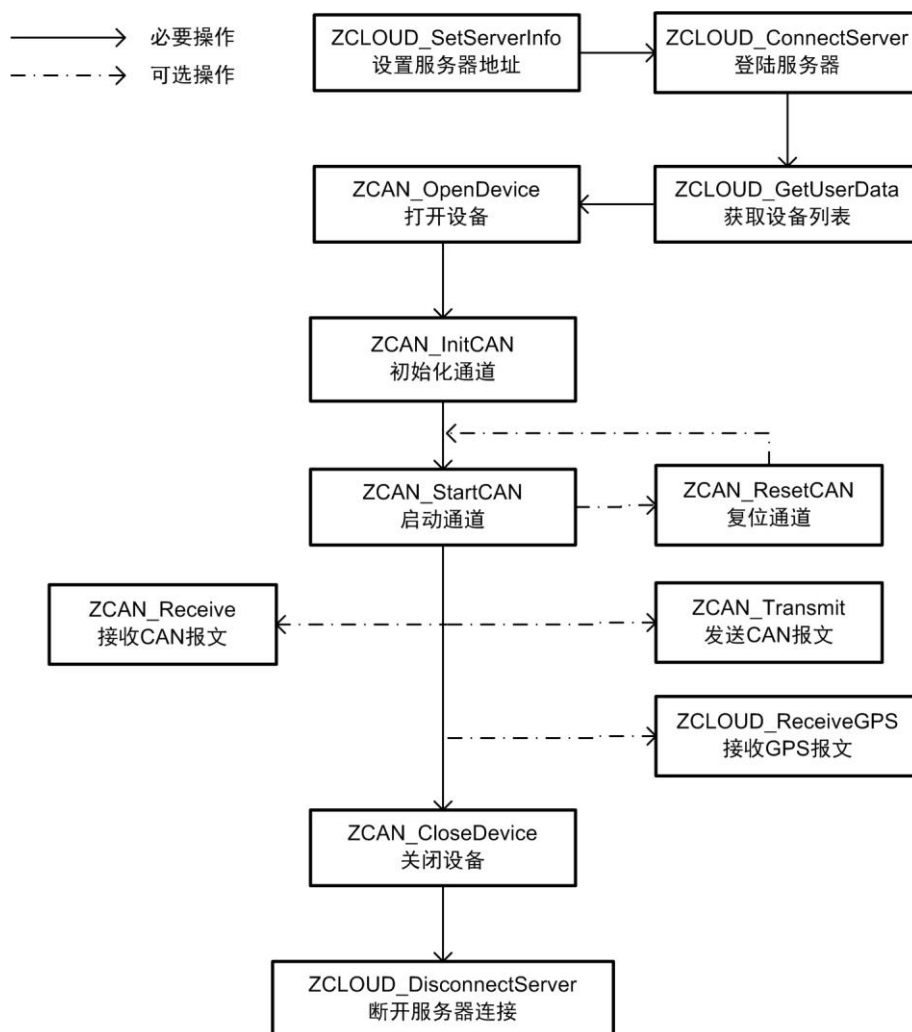 必要操作
可选操作
ZCLOUD_SetServerInfo
设置服务器地址
ZCLOUD_ConnectServer
登陆服务器
ZCAN_OpenDevice
打开设备
ZCLOUD_GetUserData
获取设备列表
ZCAN_InitCAN
初始化通道
ZCAN_StartCAN
启动通道
ZCAN_ResetCAN
复位通道
ZCAN_Receive
接收CAN报文
ZCAN_Transmit
发送CAN报文
ZCLOUD_ReceiveGPS
接收GPS报文
ZCAN_CloseDevice
关闭设备
ZCLOUD_DisconnectServer
断开服务器连接